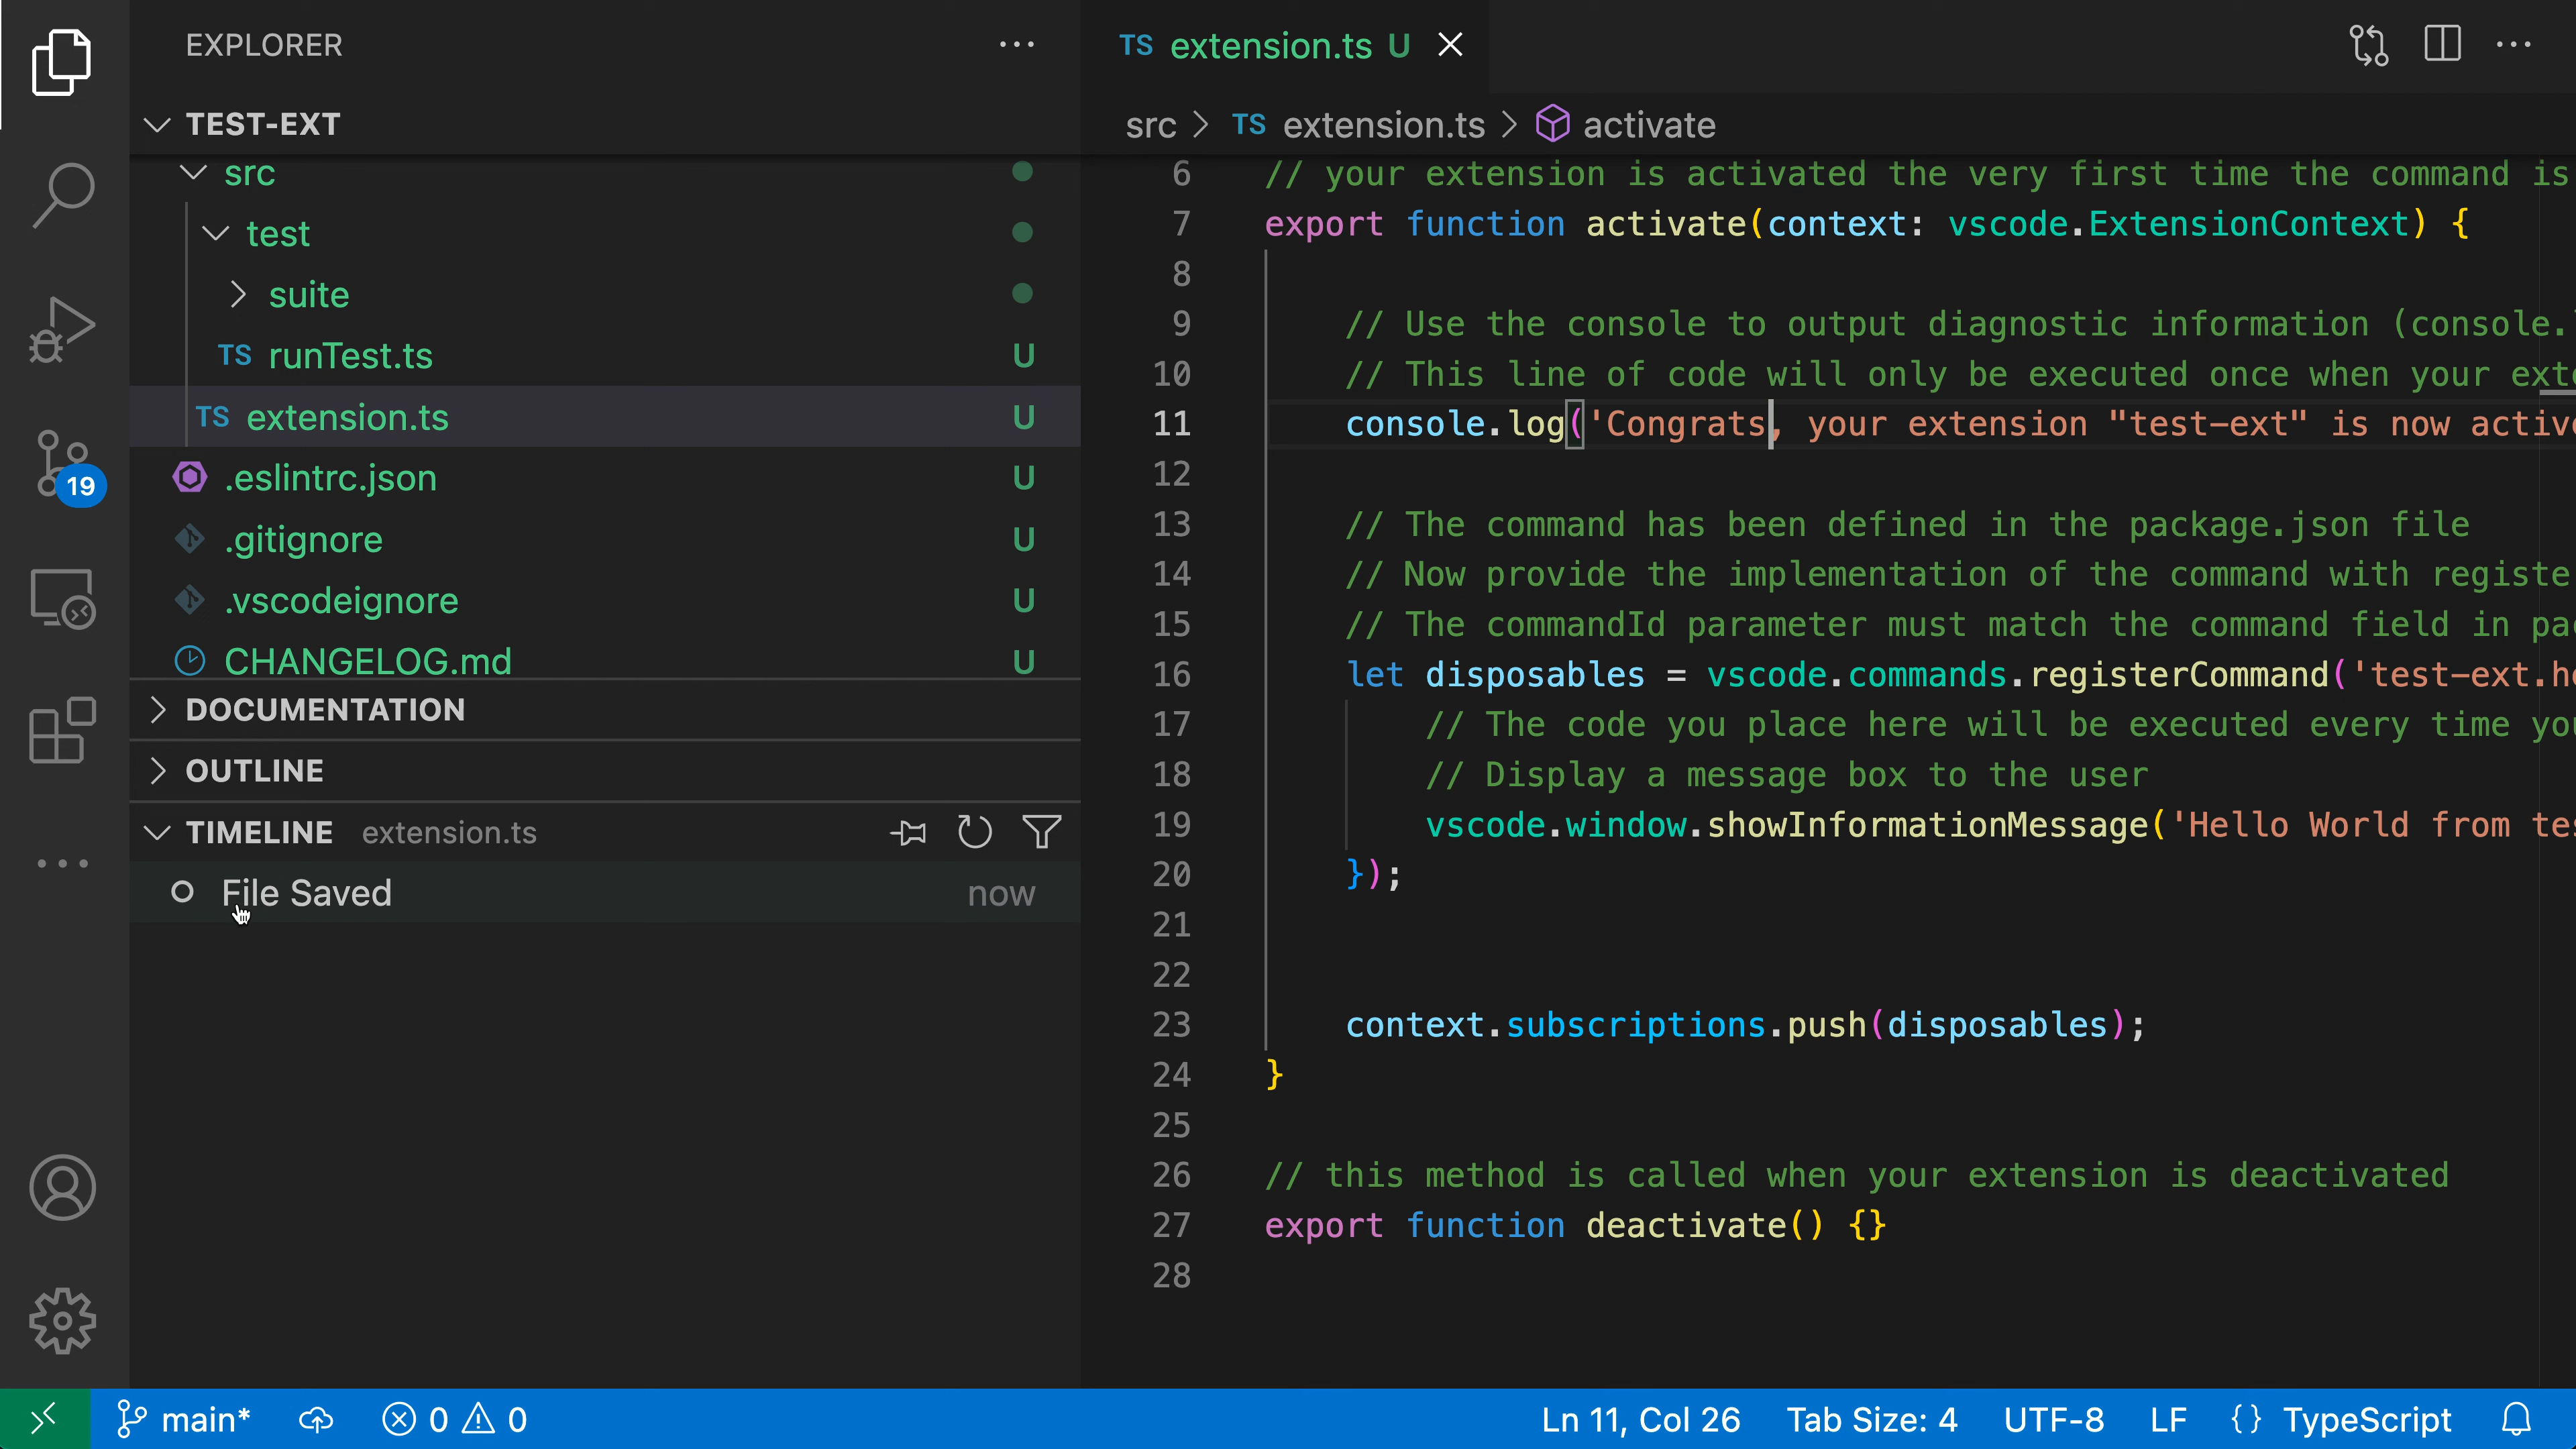 EXPLORER
TEST-EXT
src
test
suite
TS runTest.ts U
TS extension.ts U
.eslintrc.json U
.gitignore U
.vscodeignore U
CHANGELOG.md U
DOCUMENTATION
OUTLINE
TIMELINE extension.ts
File Saved now
19
TS extension.ts U
src > TS extension.ts > activate
6 // your extension is activated the very first time the command is
7 export function activate(context: vscode.ExtensionContext) {
8
9 // Use the console to output diagnostic information (console.
10 // This line of code will only be executed once when your ext
11 console.log('Congrats, your extension "test-ext" is now activ
12
13 // The command has been defined in the package.json file
14 // Now provide the implementation of the command with registe
15 // The commandId parameter must match the command field in pa
16 let disposables = vscode.commands.registerCommand('test-ext.h
17 // The code you place here will be executed every time yo
18 // Display a message box to the user
19 vscode.window.showInformationMessage('Hello World from te
20 });
21
22
23 context.subscriptions.push(disposables);
24 }
25
26 // this method is called when your extension is deactivated
27 export function deactivate() {}
28
main* 0 0 Ln 11, Col 26 Tab Size: 4 UTF-8 LF {} TypeScript